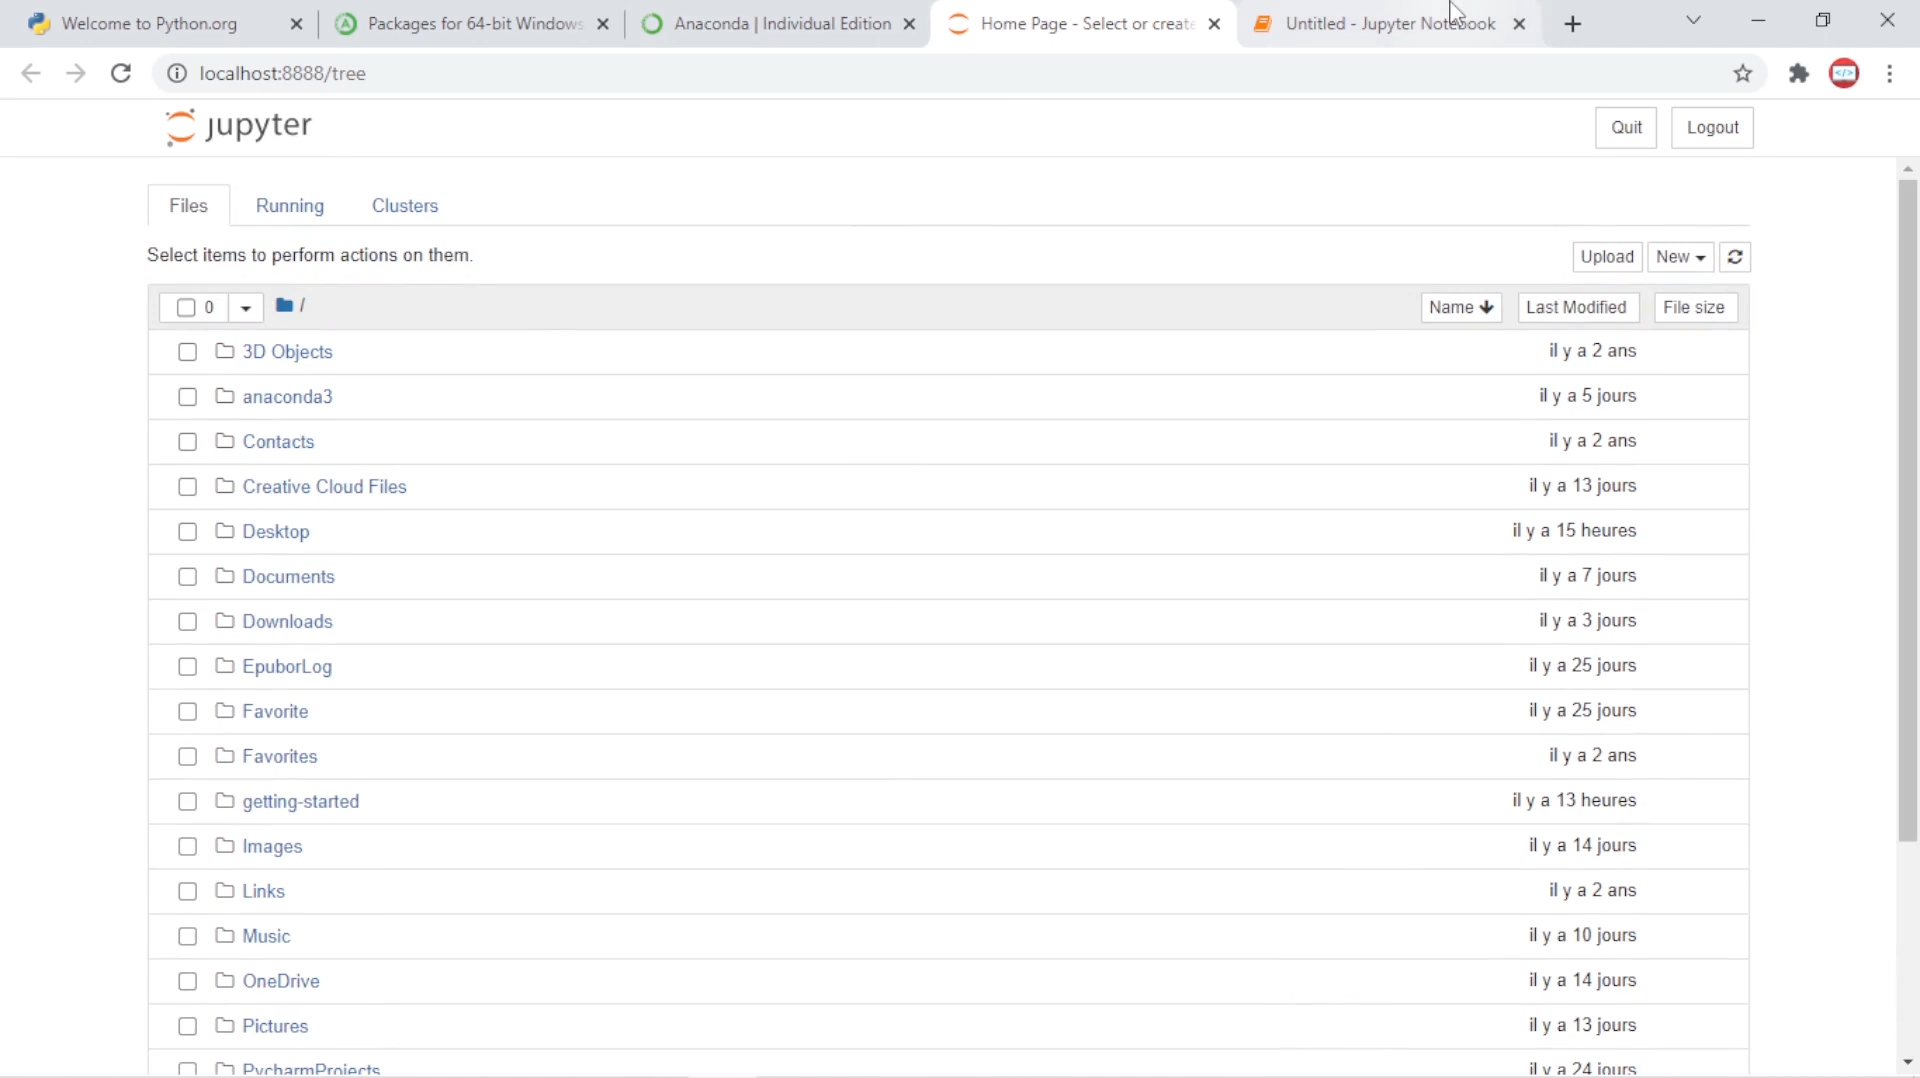 Welcome to Python.org
Packages for 64-bit Windows
Anaconda | Individual Edition
Home Page - Select or create
Untitled - Jupyter Notebook
localhost:8888/tree
jupyter
Quit
Logout
Files
Running
Clusters
Select items to perform actions on them.
Upload
New
0
/
Name
Last Modified
File size
3D Objects
il y a 2 ans
anaconda3
il y a 5 jours
Contacts
il y a 2 ans
Creative Cloud Files
il y a 13 jours
Desktop
il y a 15 heures
Documents
il y a 7 jours
Downloads
il y a 3 jours
EpuborLog
il y a 25 jours
Favorite
il y a 25 jours
Favorites
il y a 2 ans
getting-started
il y a 13 heures
Images
il y a 14 jours
Links
il y a 2 ans
Music
il y a 10 jours
OneDrive
il y a 14 jours
Pictures
il y a 13 jours
PycharmProjects
il y a 24 jours